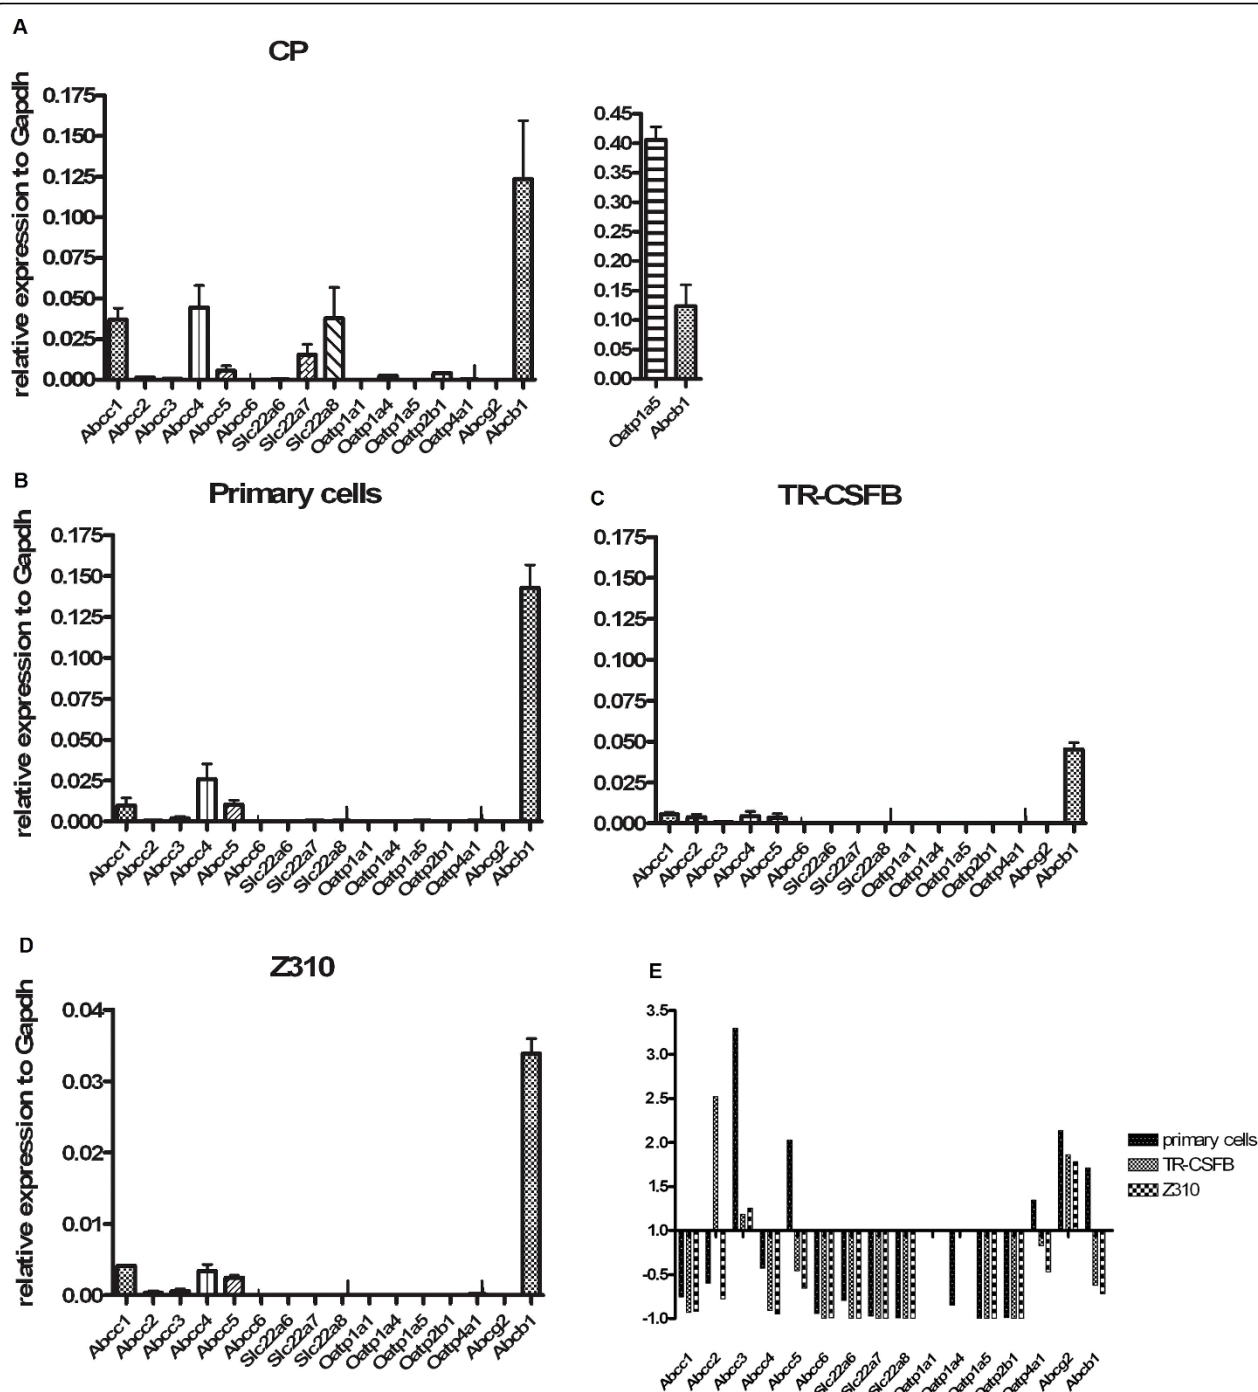 A
CP
relative expression to Gapdh
0.175
0.150
0.125
0.100
0.075
0.050
0.025
0.000
Abcc1
Abcc2
Abcc3
Abcc4
Abcc5
Abcc6
Slc22a6
Slc22a7
Slc22a8
Oatp1a1
Oatp1a4
Oatp1a5
Oatp2b1
Oatp4a1
Abcg2
Abcb1
0.45
0.40
0.35
0.30
0.25
0.20
0.15
0.10
0.05
0.00
Oatp1a5
Abcb1
B
Primary cells
relative expression to Gapdh
0.175
0.150
0.125
0.100
0.075
0.050
0.025
0.000
Abcc1
Abcc2
Abcc3
Abcc4
Abcc5
Abcc6
Slc22a6
Slc22a7
Slc22a8
Oatp1a1
Oatp1a4
Oatp1a5
Oatp2b1
Oatp4a1
Abcg2
Abcb1
C
TR-CSFB
0.175
0.150
0.125
0.100
0.075
0.050
0.025
0.000
Abcc1
Abcc2
Abcc3
Abcc4
Abcc5
Abcc6
Slc22a6
Slc22a7
Slc22a8
Oatp1a1
Oatp1a4
Oatp1a5
Oatp2b1
Oatp4a1
Abcg2
Abcb1
D
Z310
relative expression to Gapdh
0.04
0.03
0.02
0.01
0.00
Abcc1
Abcc2
Abcc3
Abcc4
Abcc5
Abcc6
Slc22a6
Slc22a7
Slc22a8
Oatp1a1
Oatp1a4
Oatp1a5
Oatp2b1
Oatp4a1
Abcg2
Abcb1
E
3.5
3.0
2.5
2.0
1.5
1.0
-0.5
-1.0
Abcc1
Abcc2
Abcc3
Abcc4
Abcc5
Abcc6
Slc22a6
Slc22a7
Slc22a8
Oatp1a1
Oatp1a4
Oatp1a5
Oatp2b1
Oatp4a1
Abcg2
Abcb1
primary cells
TR-CSFB
Z310